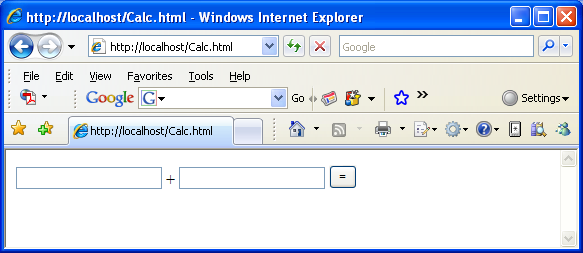 http://localhost/Calc.html - Windows Internet Explorer
http://localhost/Calc.html Google
File Edit View Favorites Tools Help
Google G Go Settings
http://localhost/Calc.html
+ =